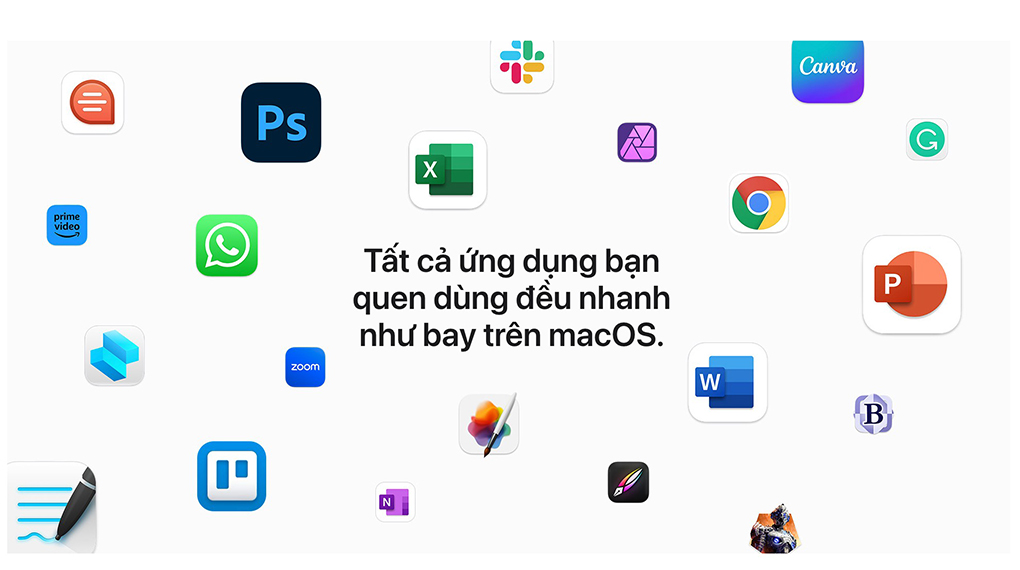 Canva
Ps
X
prime
video
Tất cả ứng dụng bạn
quen dùng đều nhanh
như bay trên macOS.
P
zoom
W
B
N